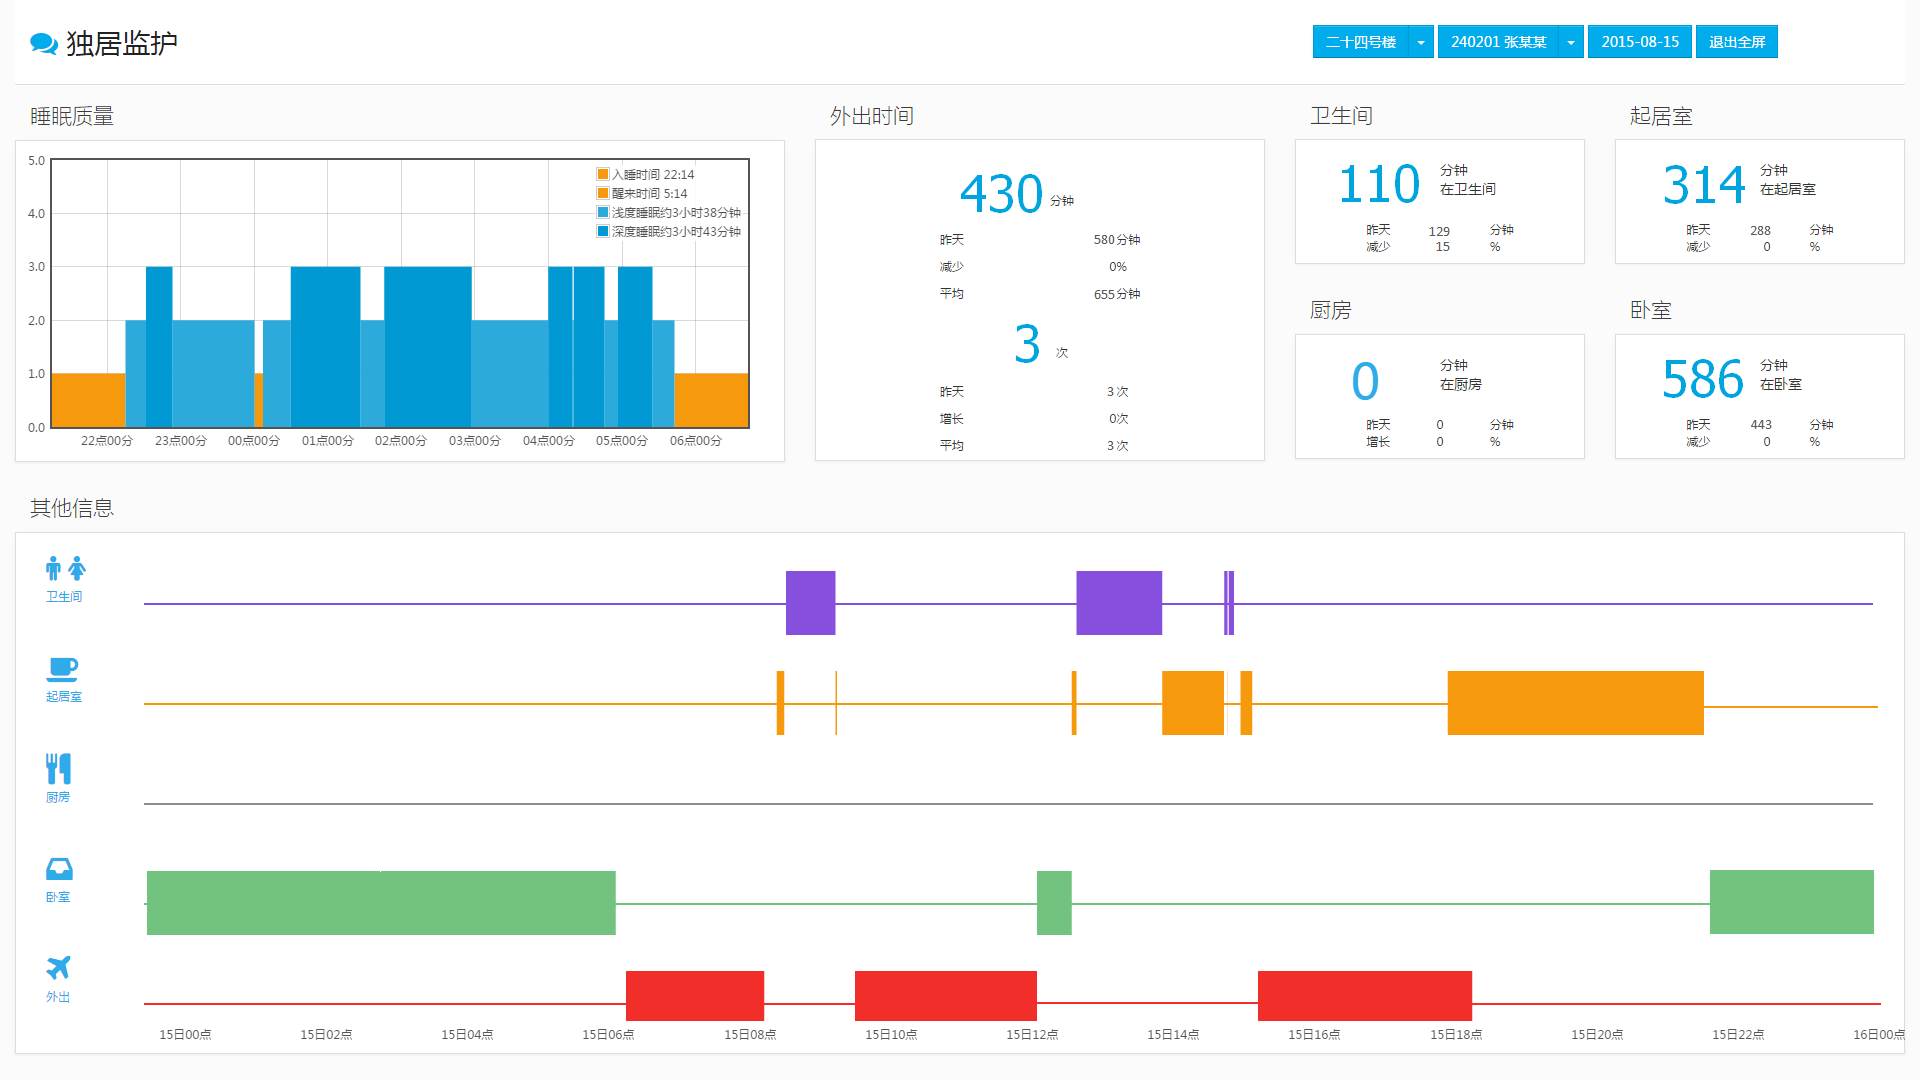 独居监护
二十四号楼
240201 张某某
2015-08-15
退出全屏
睡眠质量
5.0
4.0
3.0
2.0
1.0
0.0
入睡时间 22:14
醒来时间 5:14
浅度睡眠约3小时38分钟
深度睡眠约3小时43分钟
22点00分 23点00分 00点00分 01点00分 02点00分 03点00分 04点00分 05点00分 06点00分
外出时间
430 分钟
昨天 580分钟
减少 0%
平均 655分钟
3 次
昨天 3 次
增长 0次
平均 3 次
卫生间
110 分钟
在卫生间
昨天 129 分钟
减少 15 %
起居室
314 分钟
在起居室
昨天 288 分钟
减少 0 %
厨房
0 分钟
在厨房
昨天 0 分钟
增长 0 %
卧室
586 分钟
在卧室
昨天 443 分钟
减少 0 %
其他信息
卫生间
起居室
厨房
卧室
外出
15日00点 15日02点 15日04点 15日06点 15日08点 15日10点 15日12点 15日14点 15日16点 15日18点 15日20点 15日22点 16日00点